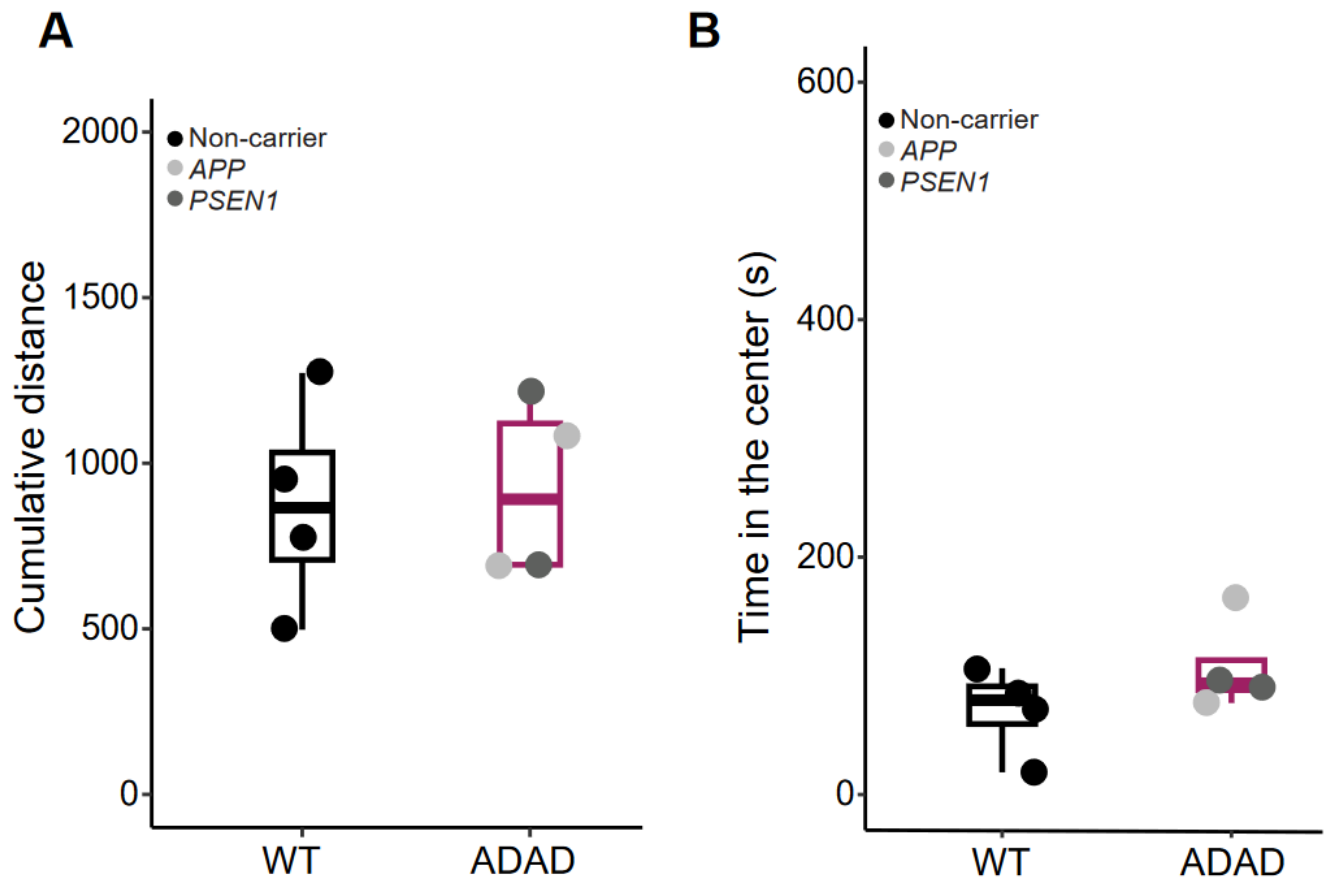 A
Cumulative distance
2000
1500
1000
500
0
Non-carrier
APP
PSEN1
WT
ADAD
B
Time in the center (s)
600
400
200
0
Non-carrier
APP
PSEN1
WT
ADAD